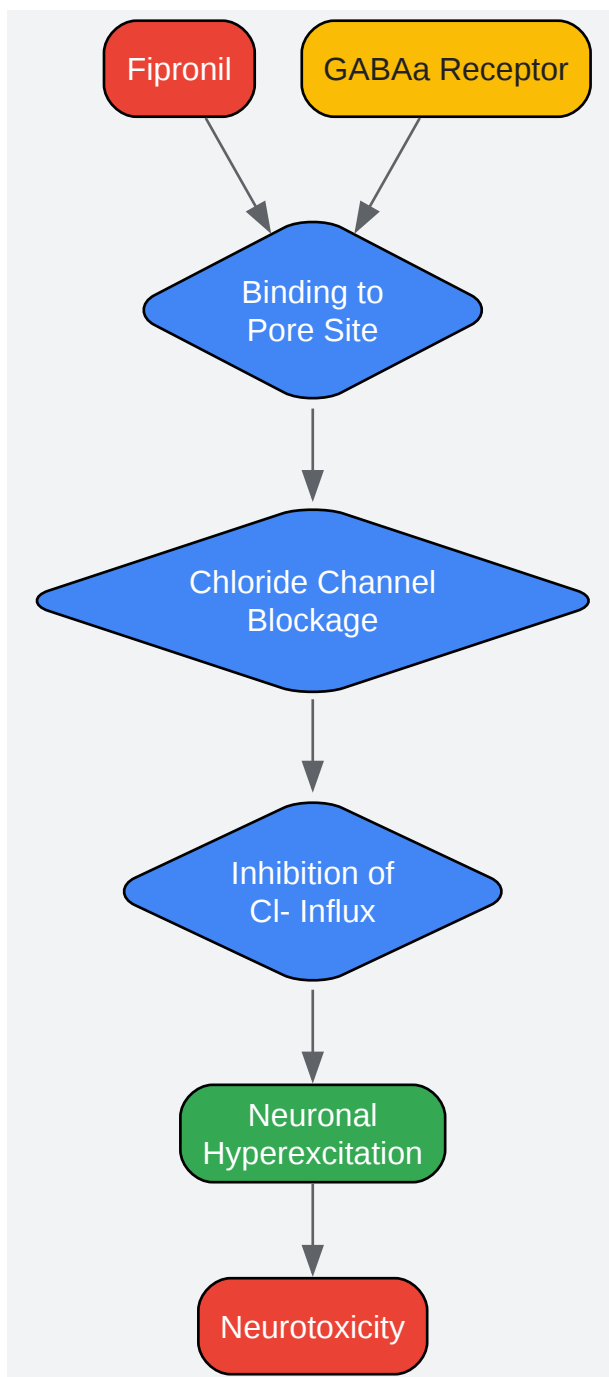 Fipronil
GABAa Receptor
Binding to
Pore Site
Chloride Channel
Blockage
Inhibition of
Cl- Influx
Neuronal
Hyperexcitation
Neurotoxicity